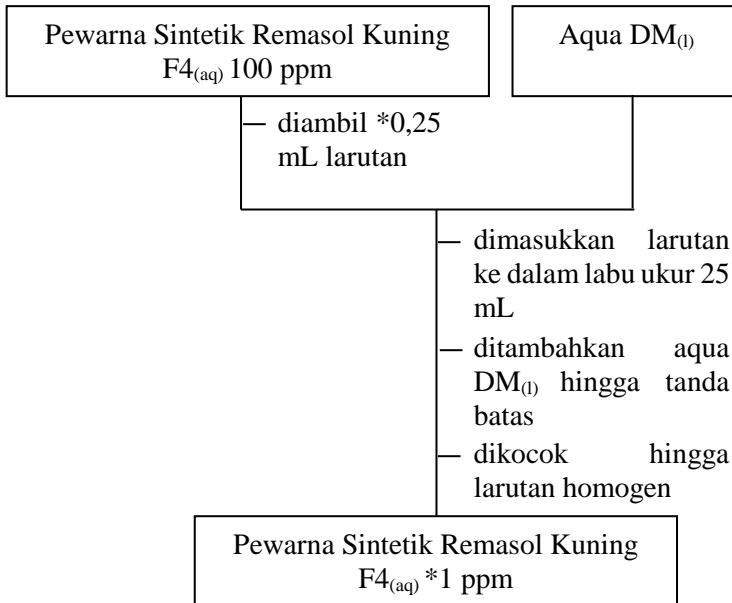 Pewarna Sintetik Remasol Kuning
F4(aq) 100 ppm
Aqua DM(l)
diambil *0,25
mL larutan
dimasukkan larutan
ke dalam labu ukur 25
mL
ditambahkan aqua
DM(l) hingga tanda
batas
dikocok hingga
larutan homogen
Pewarna Sintetik Remasol Kuning
F4(aq) *1 ppm